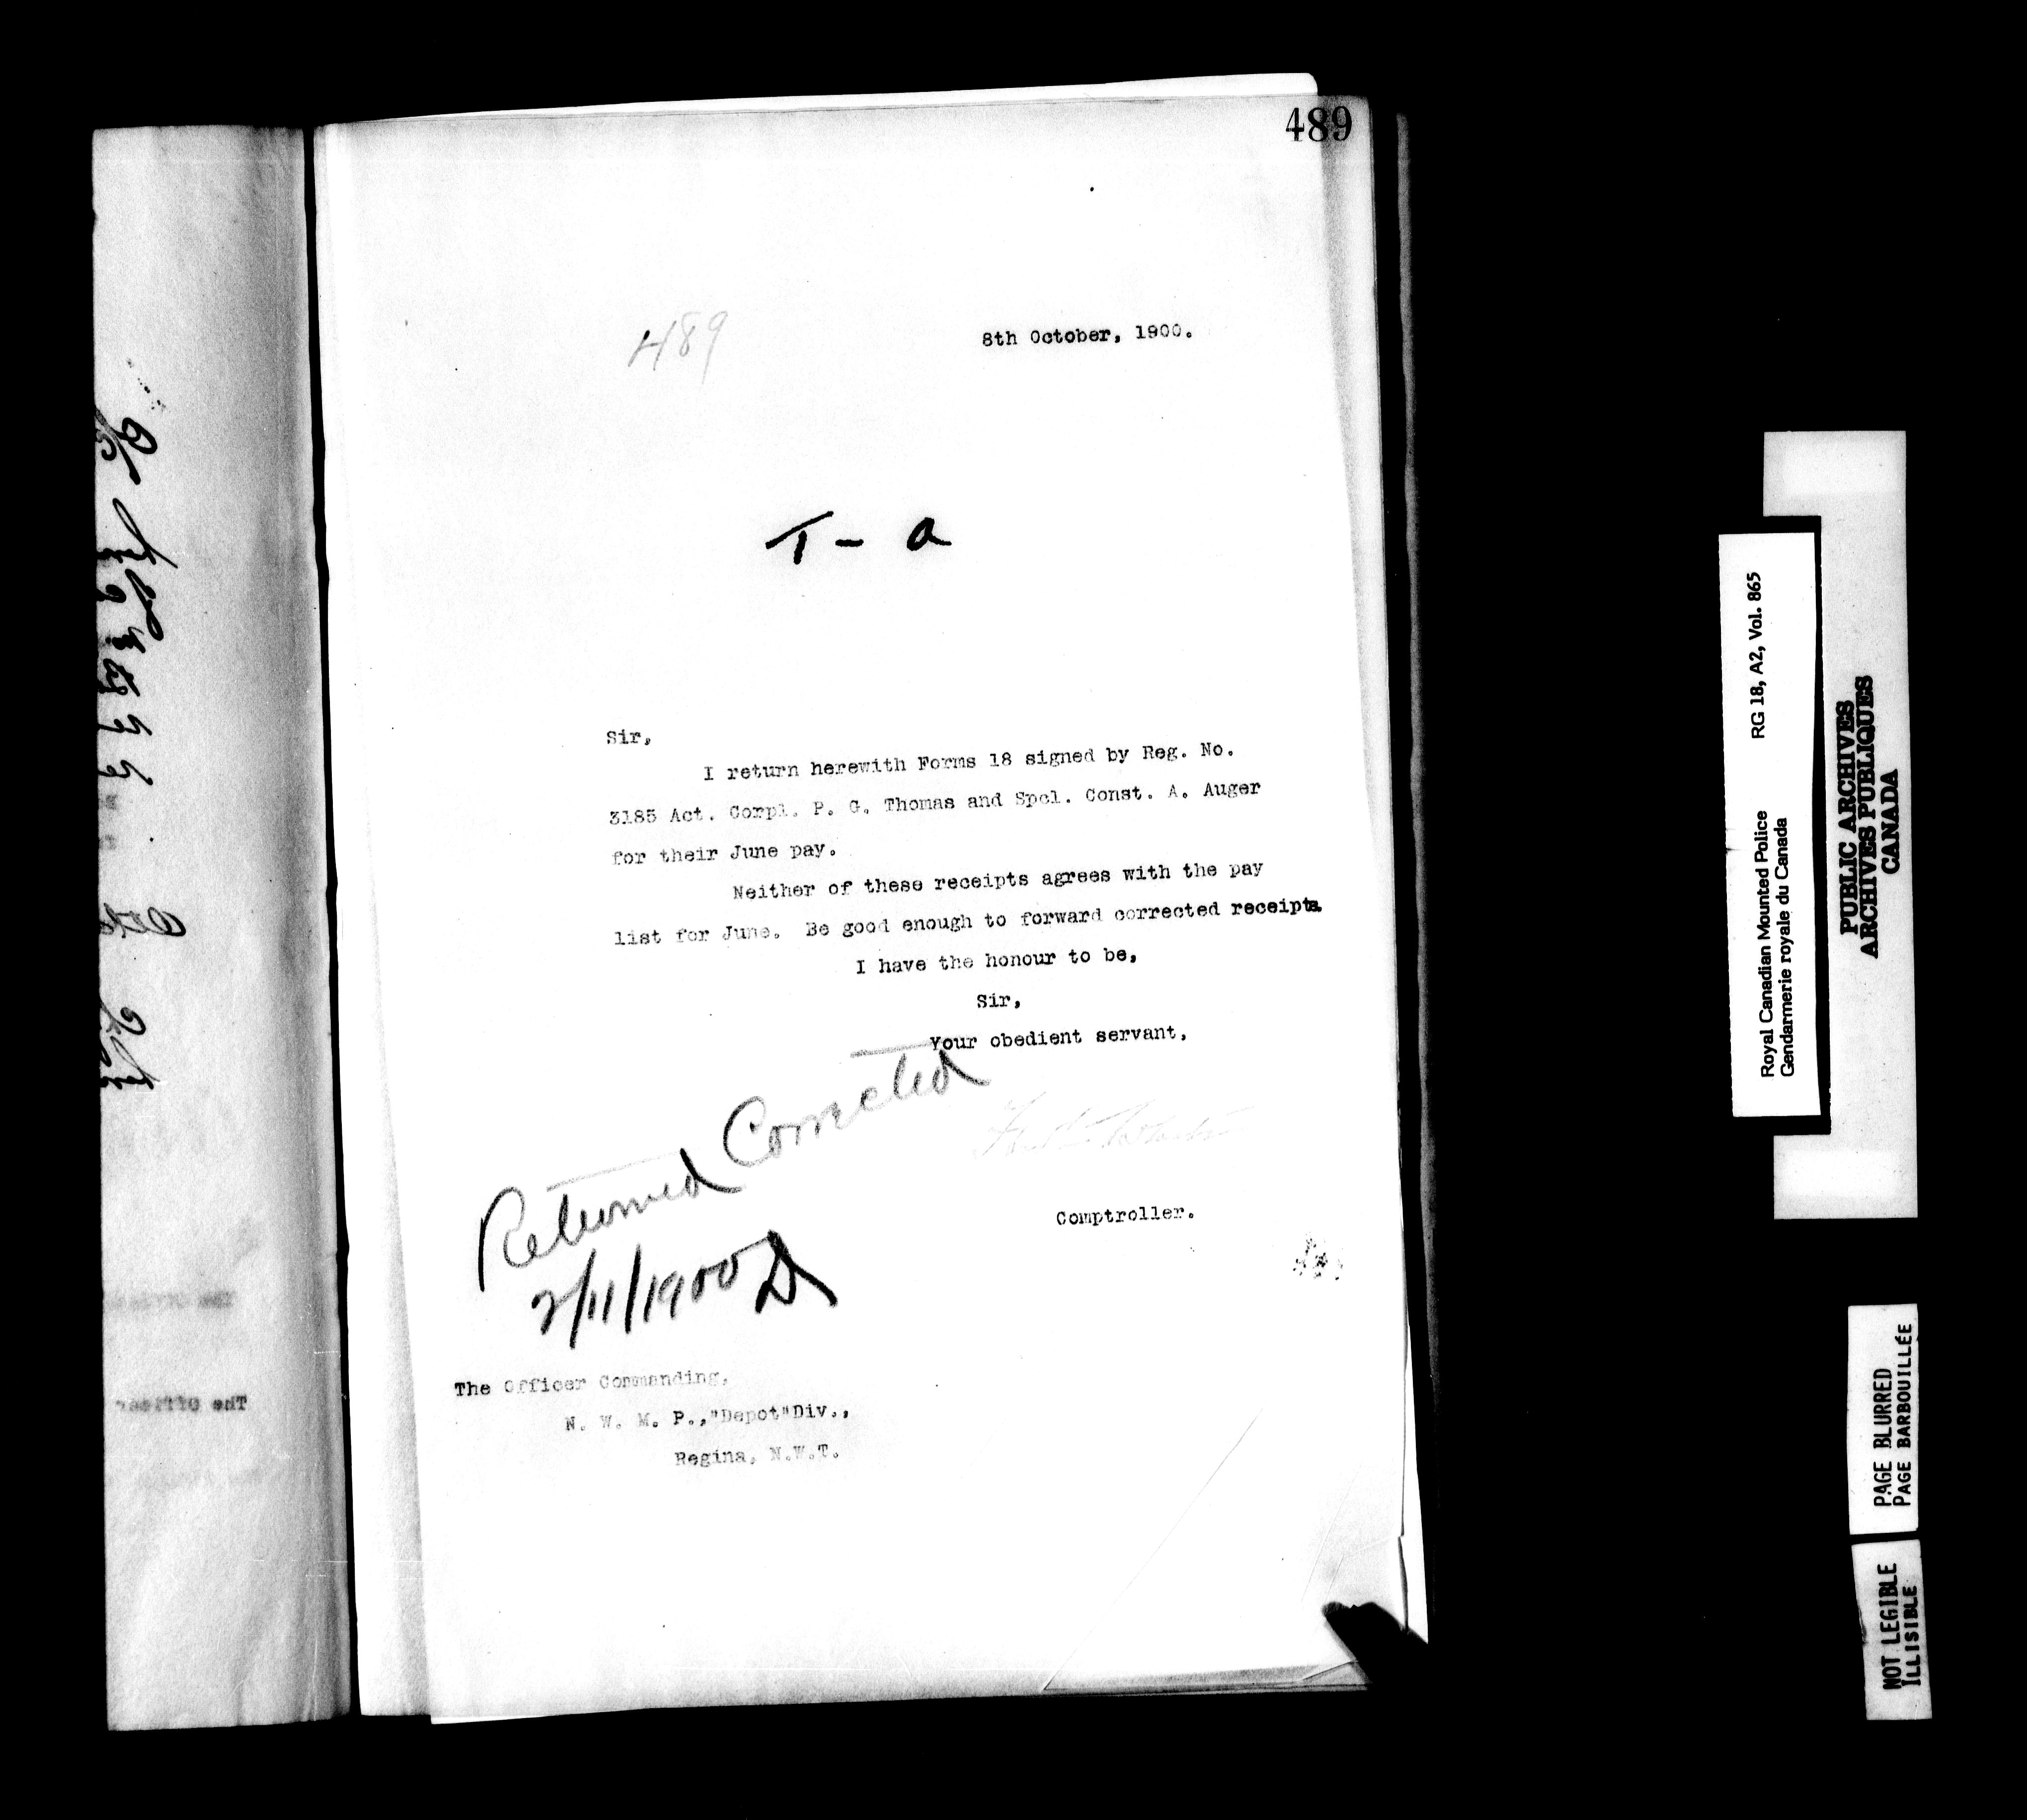 489
489
8th October, 1900.
T - a
Sir,
I return herewith Forms 18 signed by Reg. No.
3185 Act. Corpl. P. G. Thomas and Spcl. Const. A. Auger
for their June pay.
Neither of these receipts agrees with the pay
list for June. Be good enough to forward corrected receipts.
I have the honour to be,
Sir,
Your obedient servant,
Returned Corrected
2/11/1900
Comptroller.
The Officer Commanding,
N. W. M. P., "Depot" Div.,
Regina, N.W.T.
The Officer
Royal Canadian Mounted Police RG 18, A2, Vol. 865
Gendarmerie royale du Canada
PUBLIC ARCHIVES
ARCHIVES PUBLIQUES
CANADA
PAGE BLURRED
PAGE BARBOUILLÉE
NOT LEGIBLE
ILLISIBLE